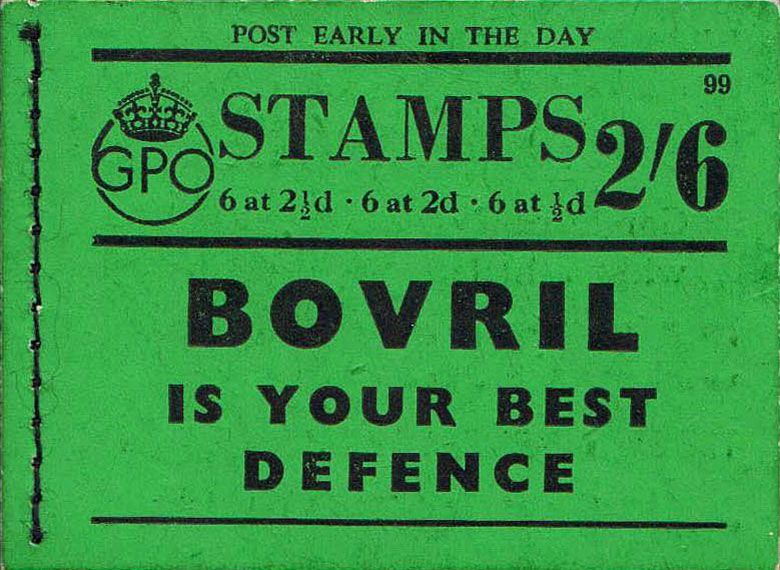 POST EARLY IN THE DAY
99
GPO
STAMPS 2/6
6 at 2½d · 6 at 2d · 6 at ½d
BOVRIL
IS YOUR BEST
DEFENCE